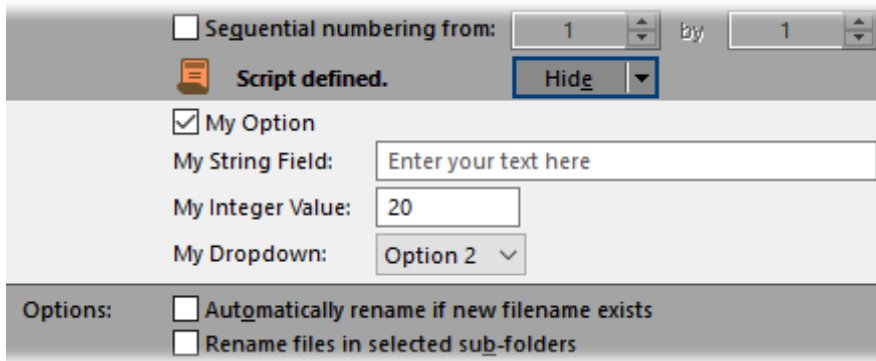 Sequential numbering from: 1 by 1
Script defined. Hide
My Option
My String Field: Enter your text here
My Integer Value: 20
My Dropdown: Option 2
Options: Automatically rename if new filename exists
Rename files in selected sub-folders